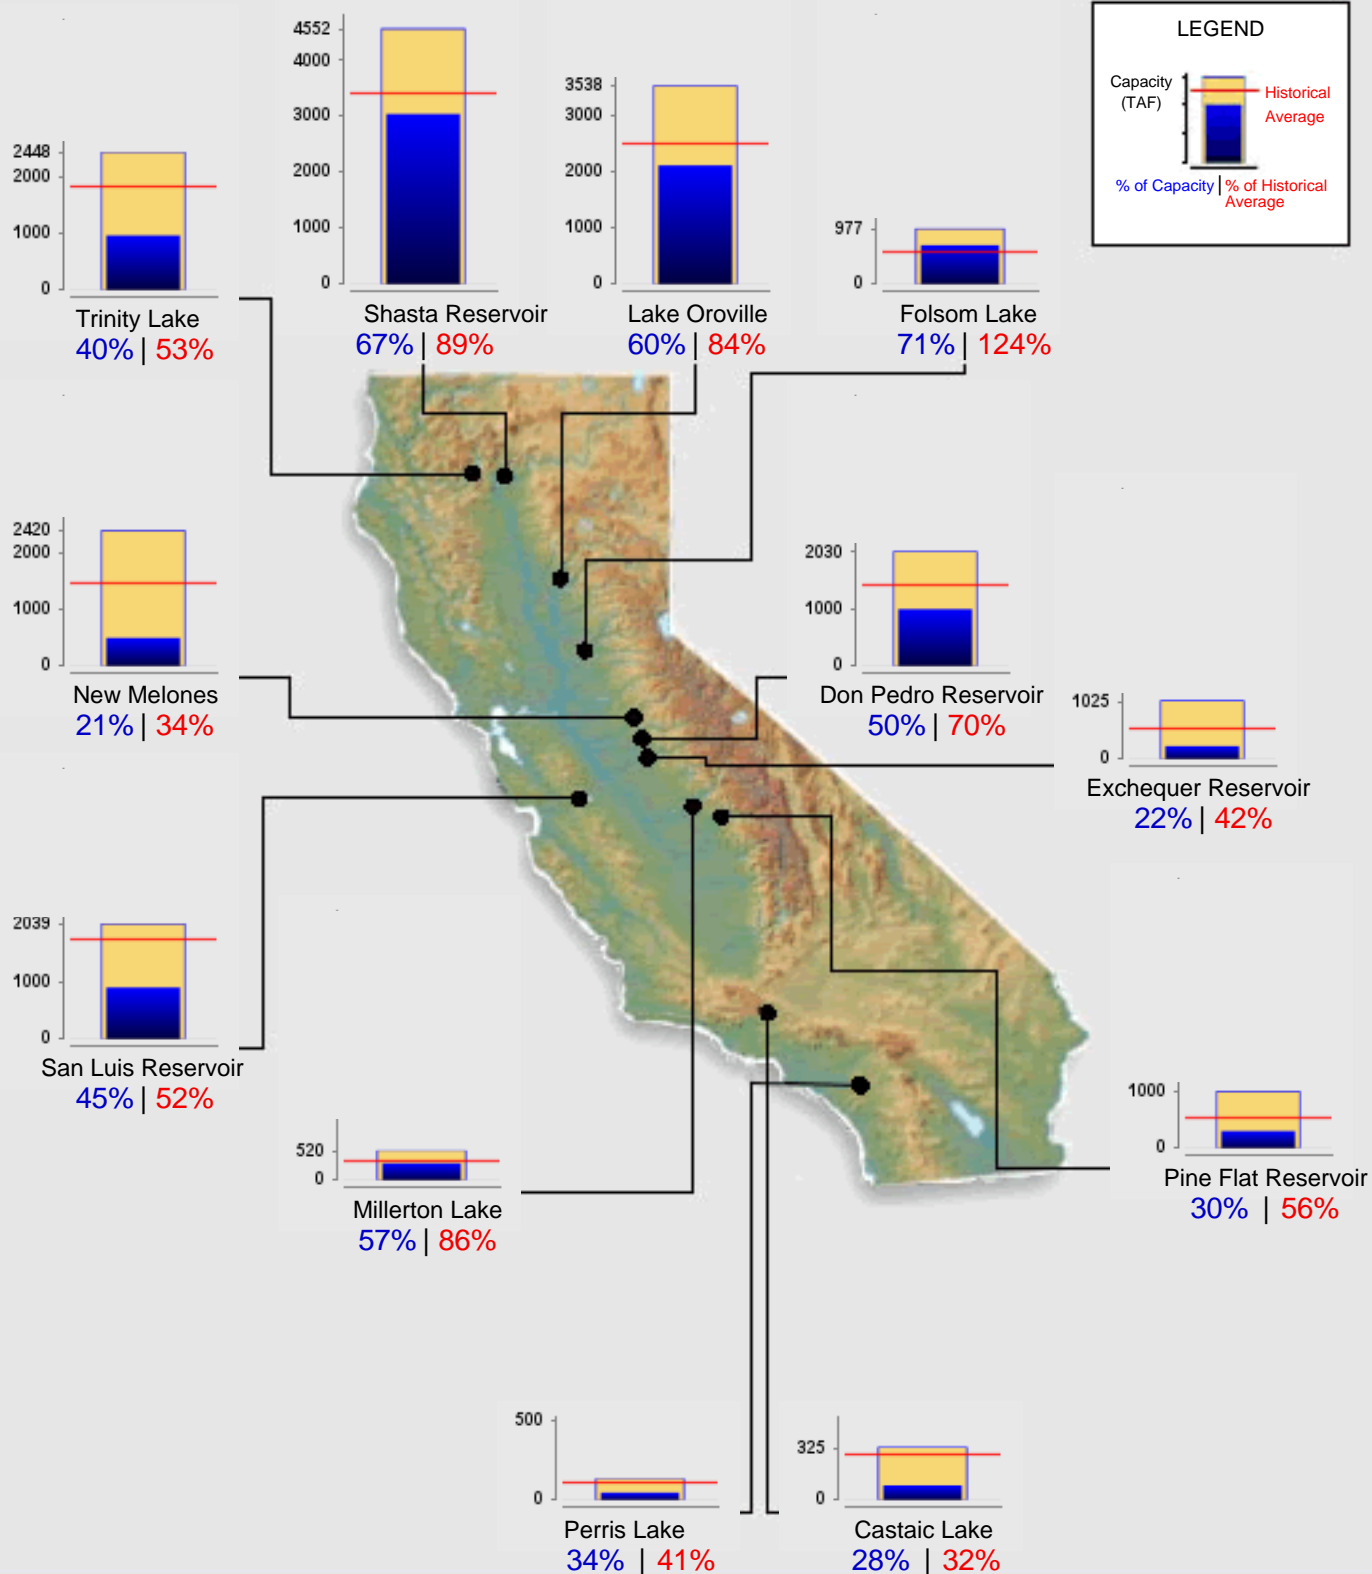 LEGEND
Capacity
(TAF)
Historical
Average
% of Capacity | % of Historical
Average
2448
2000
1000
0
Trinity Lake
40% | 53%
4552
4000
3000
2000
1000
0
Shasta Reservoir
67% | 89%
3538
3000
2000
1000
0
Lake Oroville
60% | 84%
977
0
Folsom Lake
71% | 124%
2420
2000
1000
0
New Melones
21% | 34%
2030
1000
0
Don Pedro Reservoir
50% | 70%
1025
0
Exchequer Reservoir
22% | 42%
2039
1000
0
San Luis Reservoir
45% | 52%
520
0
Millerton Lake
57% | 86%
1000
0
Pine Flat Reservoir
30% | 56%
500
0
Perris Lake
34% | 41%
325
0
Castaic Lake
28% | 32%